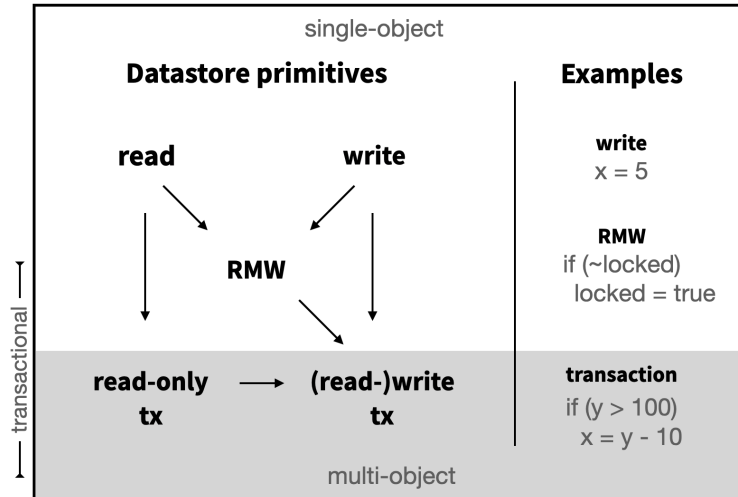 single-object
Datastore primitives
Examples
read
write
write
x = 5
RMW
RMW
if (~locked)
locked = true
transactional
read-only
tx
(read-)write
tx
transaction
if (y > 100)
x = y - 10
multi-object